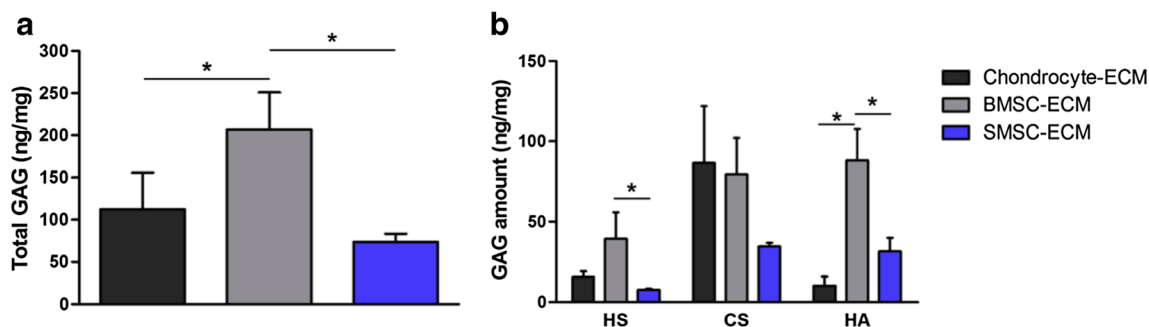 a
Total GAG (ng/mg)
300
250
200
150
100
50
0
*
*
b
GAG amount (ng/mg)
150
100
50
0
*
*
*
HS
CS
HA
Chondrocyte-ECM
BMSC-ECM
SMSC-ECM